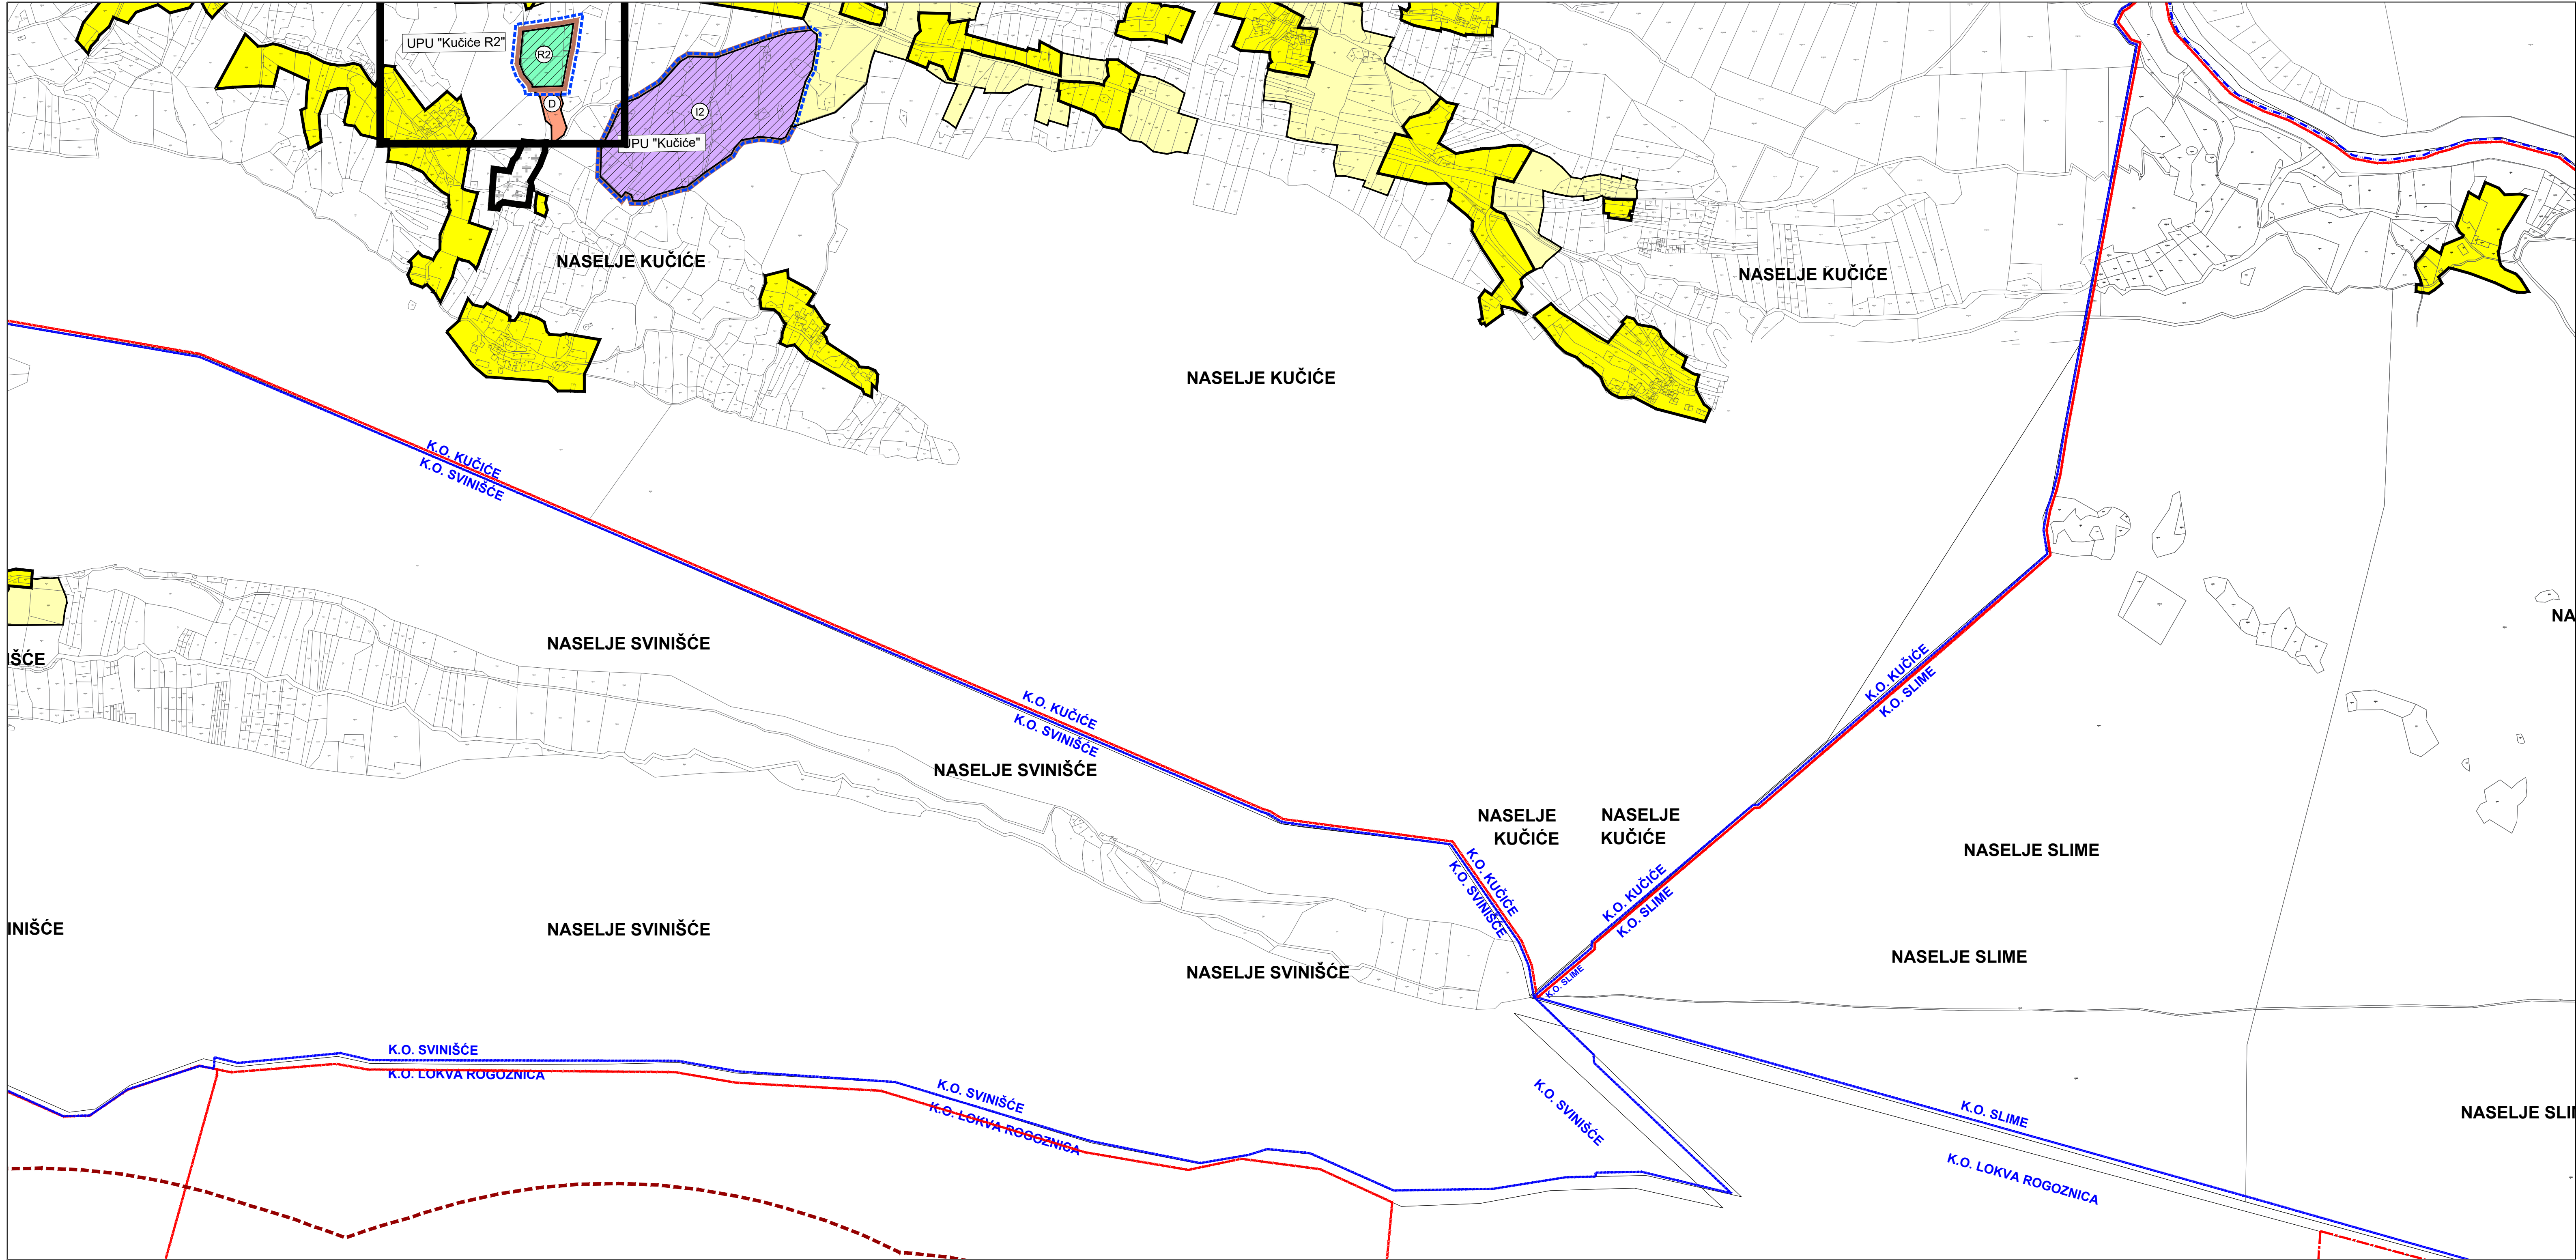 UPU "Kučiće R2"
R2
D
I2
UPU "Kučiće"
NASELJE KUČIĆE
NASELJE KUČIĆE
NASELJE KUČIĆE
K.O. KUČIĆE
K.O. SVINIŠĆE
NA
NASELJE SVINIŠĆE
IŠĆE
K.O. KUČIĆE
K.O. SLIME
K.O. KUČIĆE
K.O. SVINIŠĆE
NASELJE SVINIŠĆE
NASELJE
KUČIĆE
NASELJE
KUČIĆE
NASELJE SLIME
K.O. KUČIĆE
K.O. SVINIŠĆE
K.O. KUČIĆE
K.O. SLIME
INIŠĆE
NASELJE SVINIŠĆE
NASELJE SLIME
NASELJE SVINIŠĆE
K.O. SLIME
K.O. SVINIŠĆE
K.O. LOKVA ROGOZNICA
K.O. SVINIŠĆE
K.O. LOKVA ROGOZNICA
K.O. SVINIŠĆE
K.O. SLIME
K.O. LOKVA ROGOZNICA
NASELJE SLI